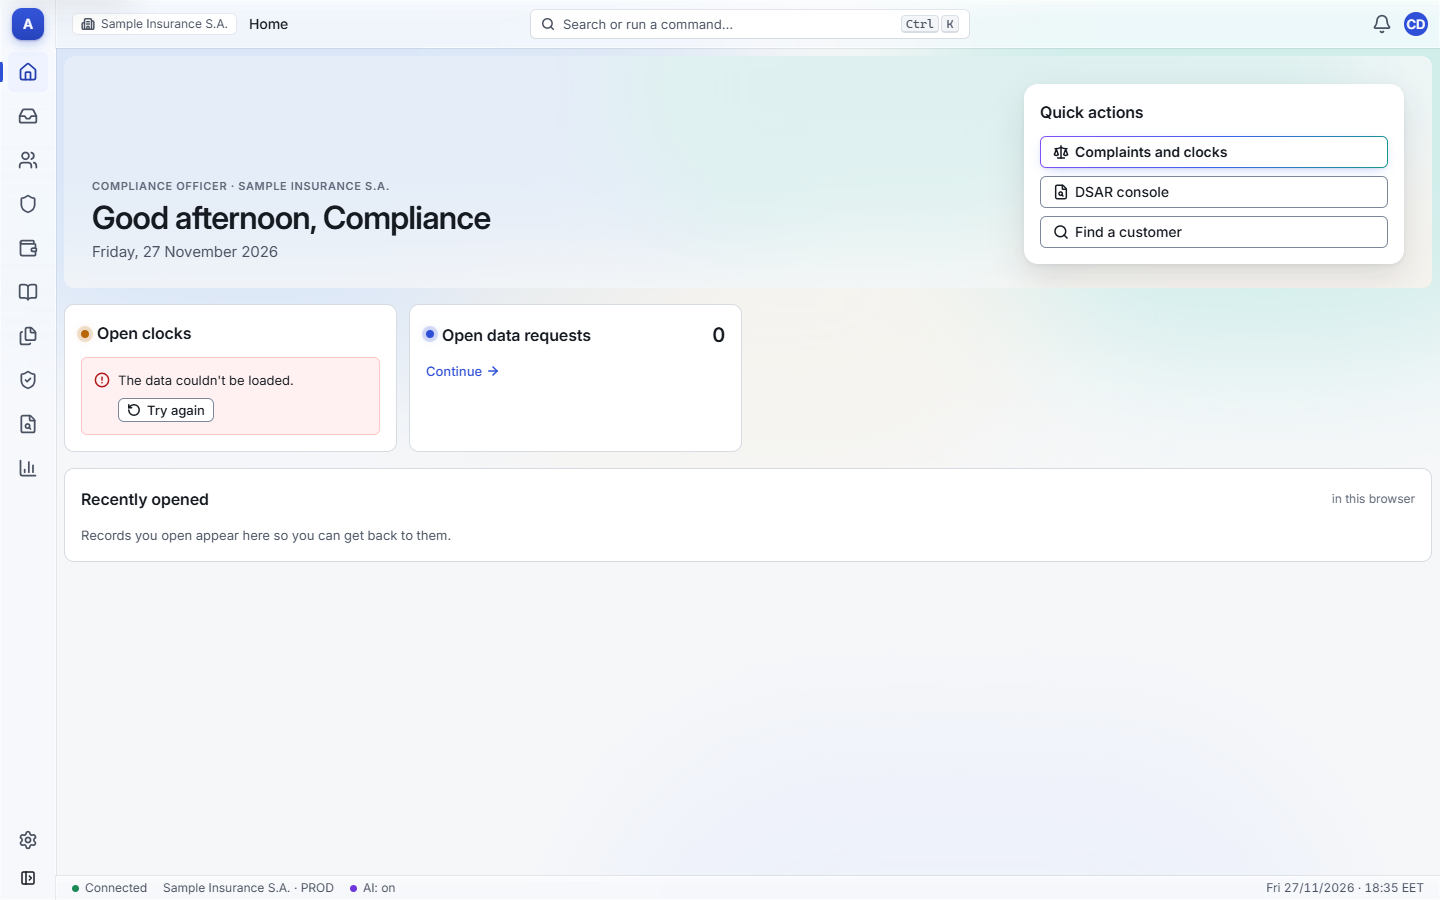 A
Sample Insurance S.A.
Home
Search or run a command...
Ctrl K
CD
Quick actions
Complaints and clocks
DSAR console
Find a customer
COMPLIANCE OFFICER · SAMPLE INSURANCE S.A.
Good afternoon, Compliance
Friday, 27 November 2026
Open clocks
The data couldn't be loaded.
Try again
Open data requests
0
Continue
Recently opened
in this browser
Records you open appear here so you can get back to them.
Connected
Sample Insurance S.A. · PROD
AI: on
Fri 27/11/2026 · 18:35 EET